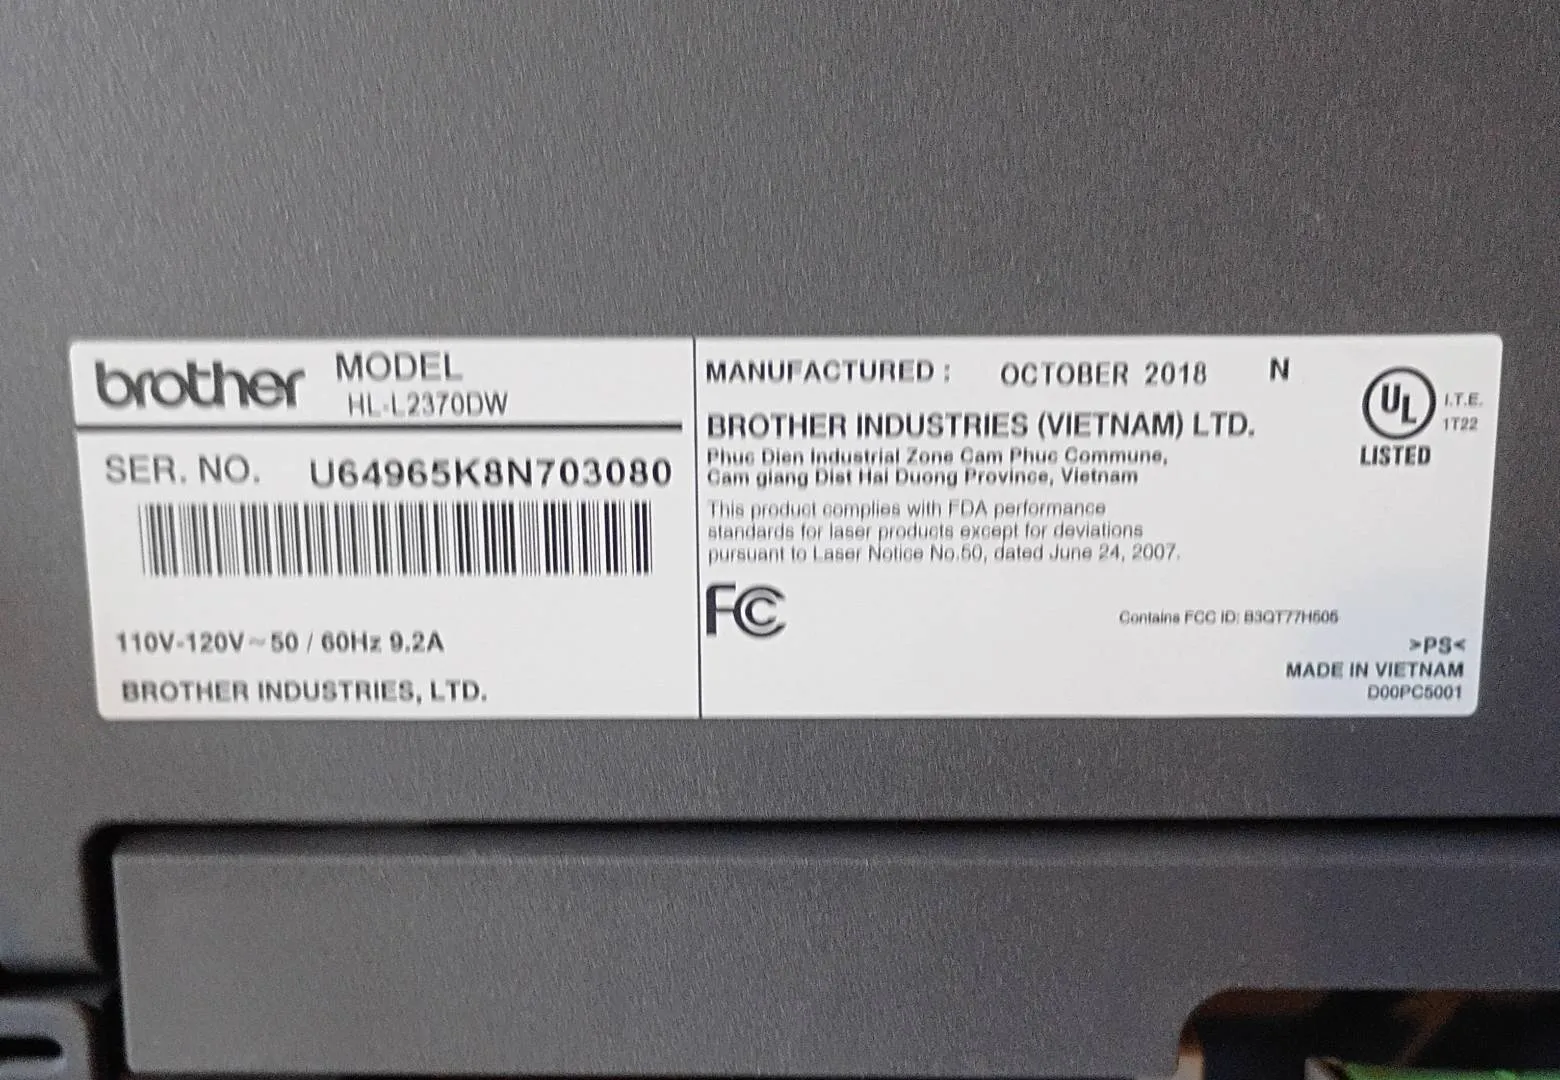 brother
MODEL
HL-L2370DW
SER. NO. U64965K8N703080
110V-120V~50 / 60Hz 9.2A
BROTHER INDUSTRIES, LTD.
MANUFACTURED : OCTOBER 2018 N
BROTHER INDUSTRIES (VIETNAM) LTD.
Phuc Dien Industrial Zone Cam Phuc Commune,
Cam giang Dist Hai Duong Province, Vietnam
This product complies with FDA performance
standards for laser products except for deviations
pursuant to Laser Notice No.50, dated June 24, 2007.
FC
Contains FCC ID: B3QT77H505
UL
I.T.E.
1T22
LISTED
>PS<
MADE IN VIETNAM
D00PC5001